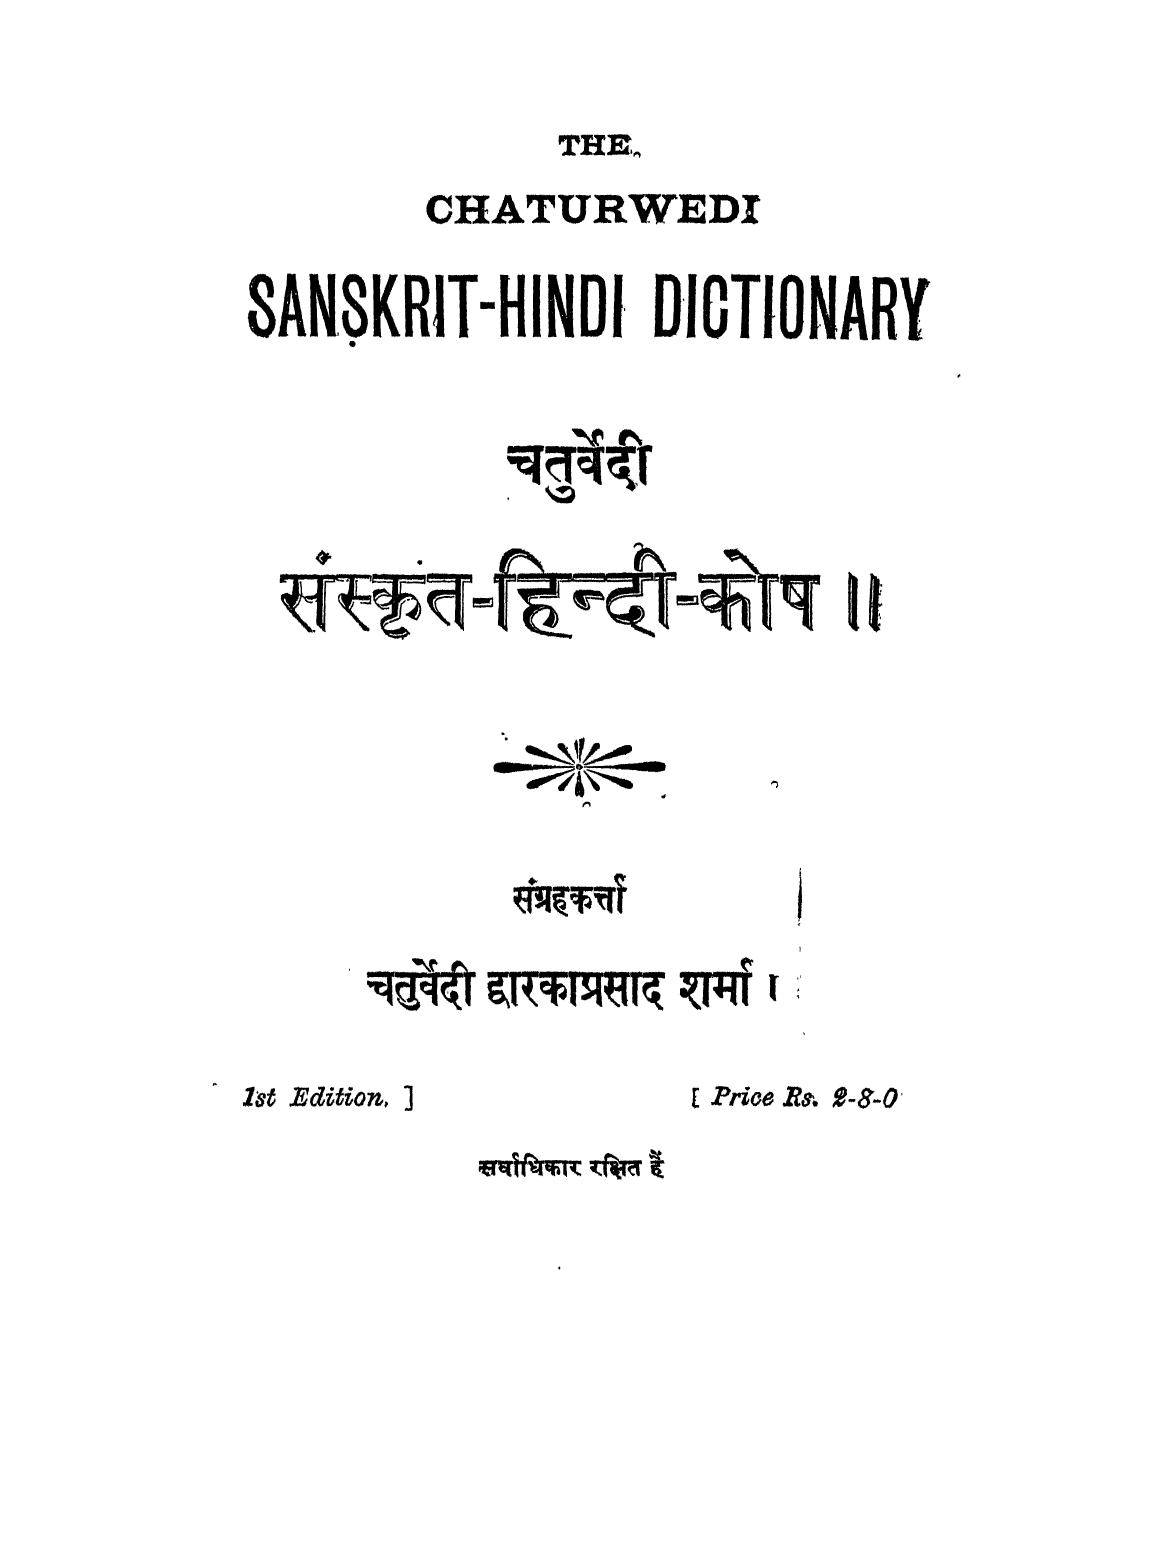 THE
CHATURWEDI
SANSKRIT-HINDI DICTIONARY
चतुर्वेदी
संस्कृत-हिन्दी-कोष ॥
संग्रहकर्त्ता
चतुर्वेदी द्वारकाप्रसाद शर्मा ।
1st Edition. ] [ Price Rs. 2-8-0
सर्वाधिकार रक्षित हैं